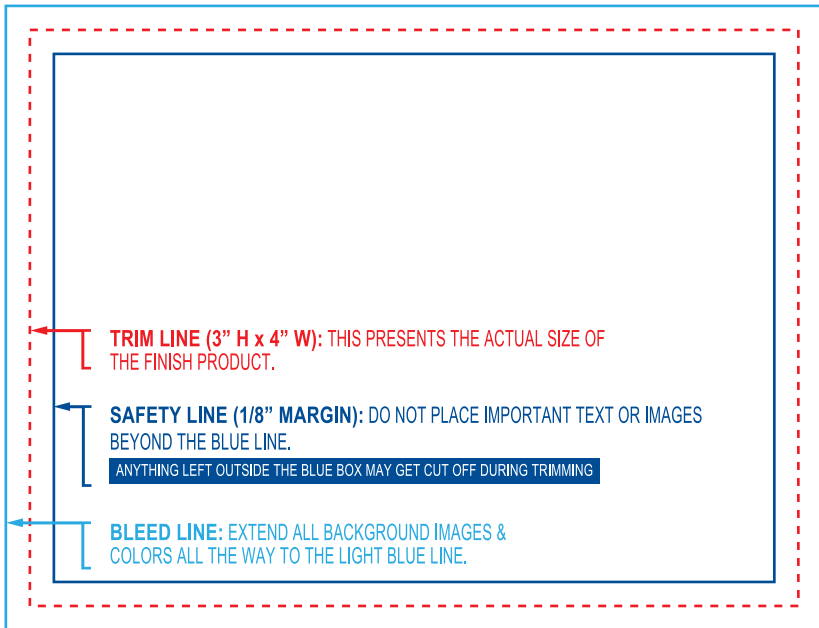 TRIM LINE (3” H x 4” W): THIS PRESENTS THE ACTUAL SIZE OF
THE FINISH PRODUCT.
SAFETY LINE (1/8” MARGIN): DO NOT PLACE IMPORTANT TEXT OR IMAGES
BEYOND THE BLUE LINE.
ANYTHING LEFT OUTSIDE THE BLUE BOX MAY GET CUT OFF DURING TRIMMING
BLEED LINE: EXTEND ALL BACKGROUND IMAGES &
COLORS ALL THE WAY TO THE LIGHT BLUE LINE.